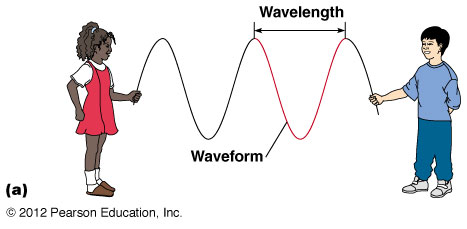 Wavelength
Waveform
(a)
© 2012 Pearson Education, Inc.